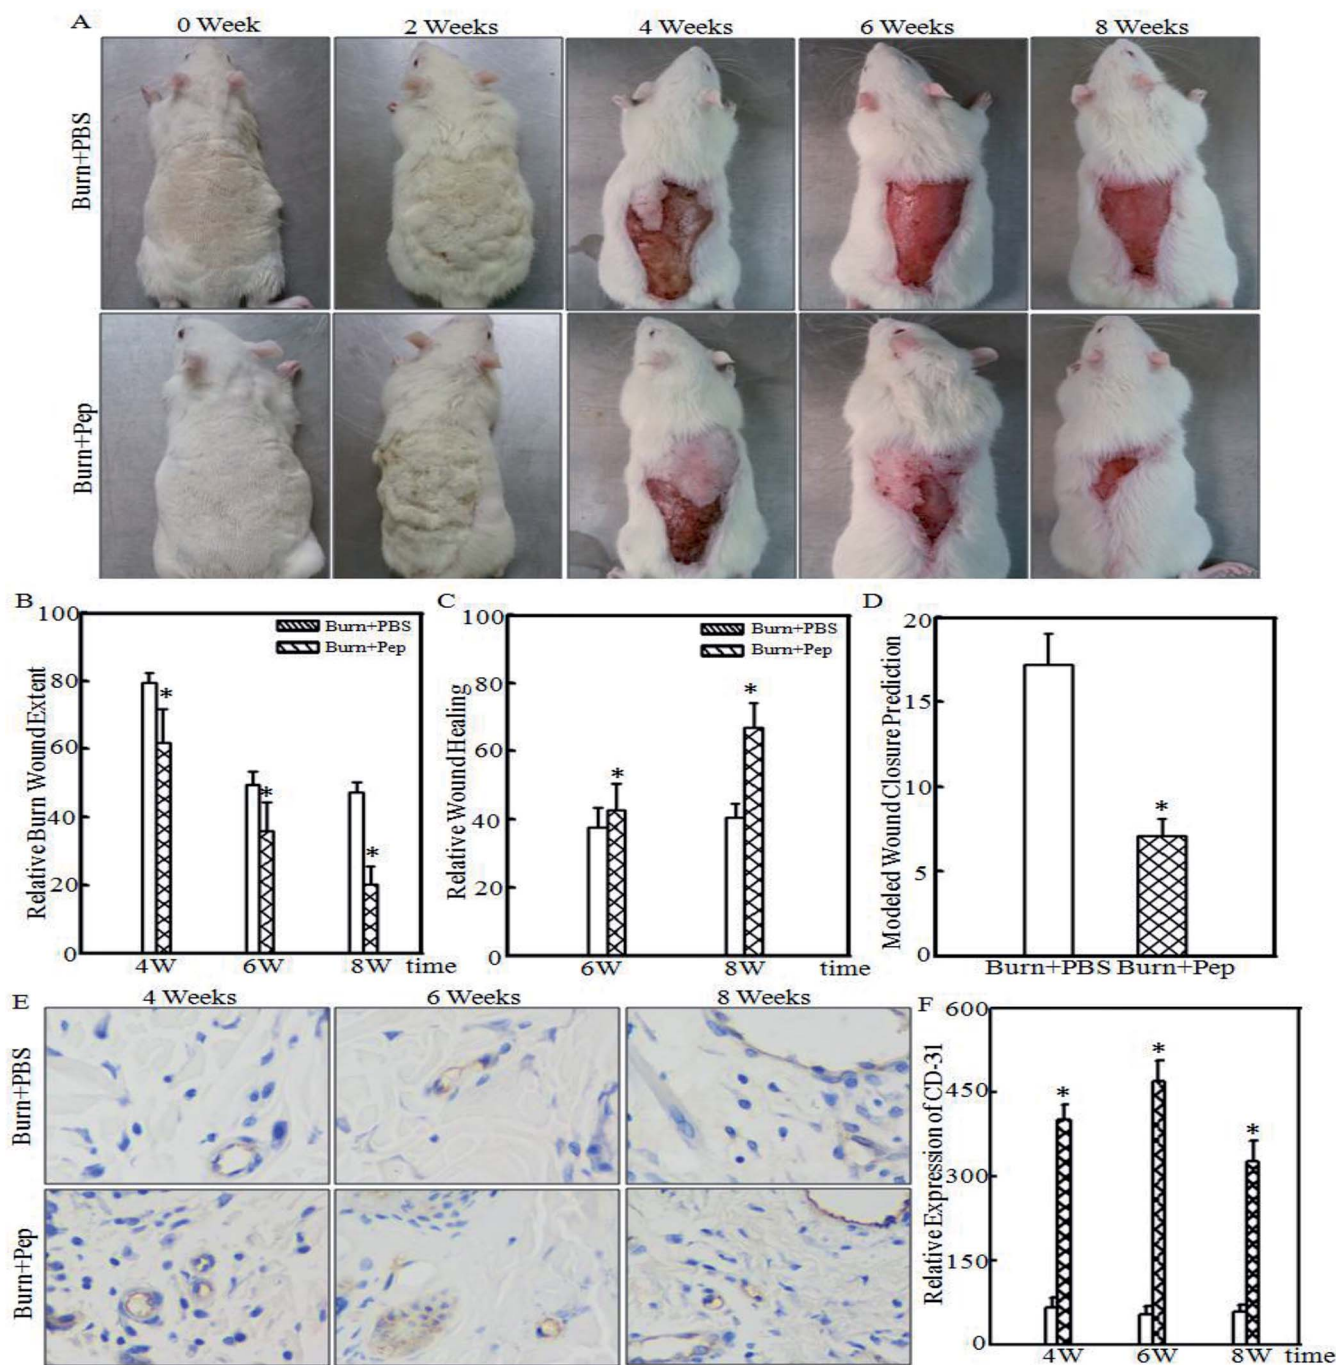 A
0 Week
2 Weeks
4 Weeks
6 Weeks
8 Weeks
Burn+PBS
Burn+Pep
B
Relative Burn Wound Extent
100
80
60
40
20
0
Burn+PBS
Burn+Pep
*
*
*
4W
6W
8W
time
C
Relative Wound Healing
100
80
60
40
20
0
Burn+PBS
Burn+Pep
*
*
6W
8W
time
D
Modeled Wound Closure Prediction
20
15
10
5
0
*
Burn+PBS
Burn+Pep
E
4 Weeks
6 Weeks
8 Weeks
Burn+PBS
Burn+Pep
F
Relative Expression of CD-31
600
450
300
150
0
*
*
*
4W
6W
8W
time